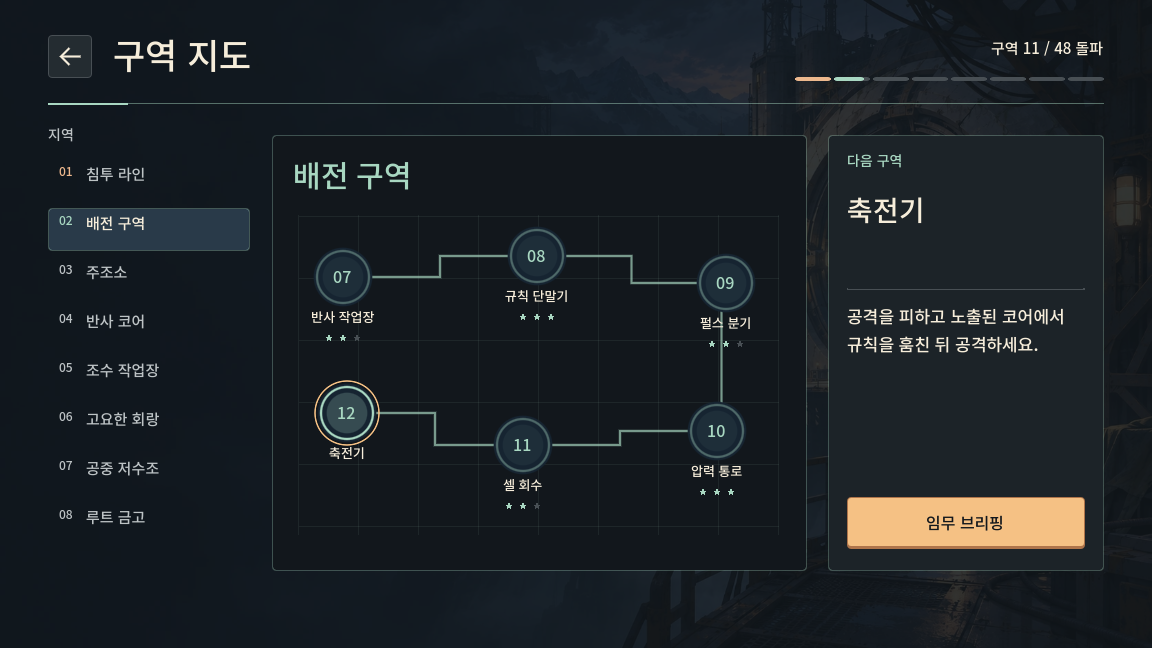 구역 지도
구역 11 / 48 돌파
지역
01 침투 라인
02 배전 구역
03 주조소
04 반사 코어
05 조수 작업장
06 고요한 회랑
07 공중 저수조
08 루트 금고
배전 구역
07
반사 작업장
08
규칙 단말기
09
펄스 분기
12
축전기
11
셀 회수
10
압력 통로
다음 구역
축전기
공격을 피하고 노출된 코어에서
규칙을 훔친 뒤 공격하세요.
임무 브리핑